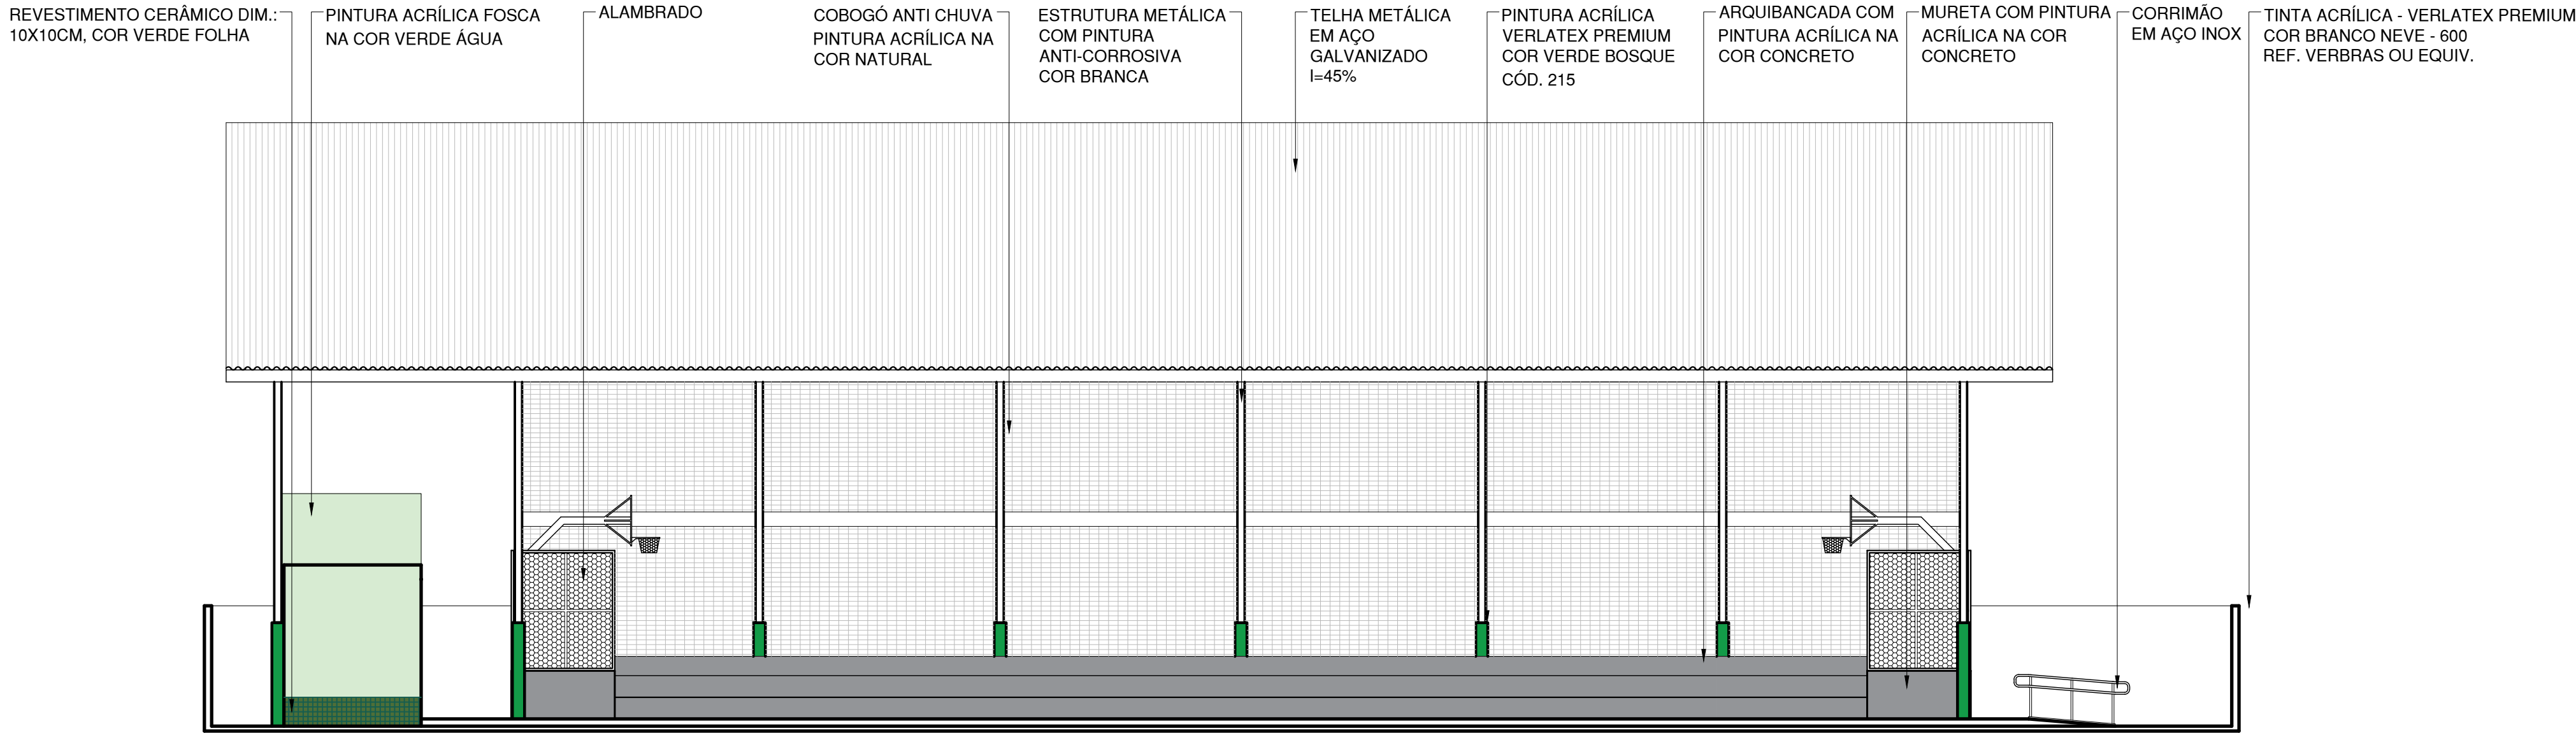 REVESTIMENTO CERÂMICO DIM.:
10X10CM, COR VERDE FOLHA
PINTURA ACRÍLICA FOSCA
NA COR VERDE ÁGUA
ALAMBRADO
COBOGÓ ANTI CHUVA
PINTURA ACRÍLICA NA
COR NATURAL
ESTRUTURA METÁLICA
COM PINTURA
ANTI-CORROSIVA
COR BRANCA
TELHA METÁLICA
EM AÇO
GALVANIZADO
I=45%
PINTURA ACRÍLICA
VERLATEX PREMIUM
COR VERDE BOSQUE
CÓD. 215
ARQUIBANCADA COM
PINTURA ACRÍLICA NA
COR CONCRETO
MURETA COM PINTURA
ACRÍLICA NA COR
CONCRETO
CORRIMÃO
EM AÇO INOX
TINTA ACRÍLICA - VERLATEX PREMIUM
COR BRANCO NEVE - 600
REF. VERBRAS OU EQUIV.